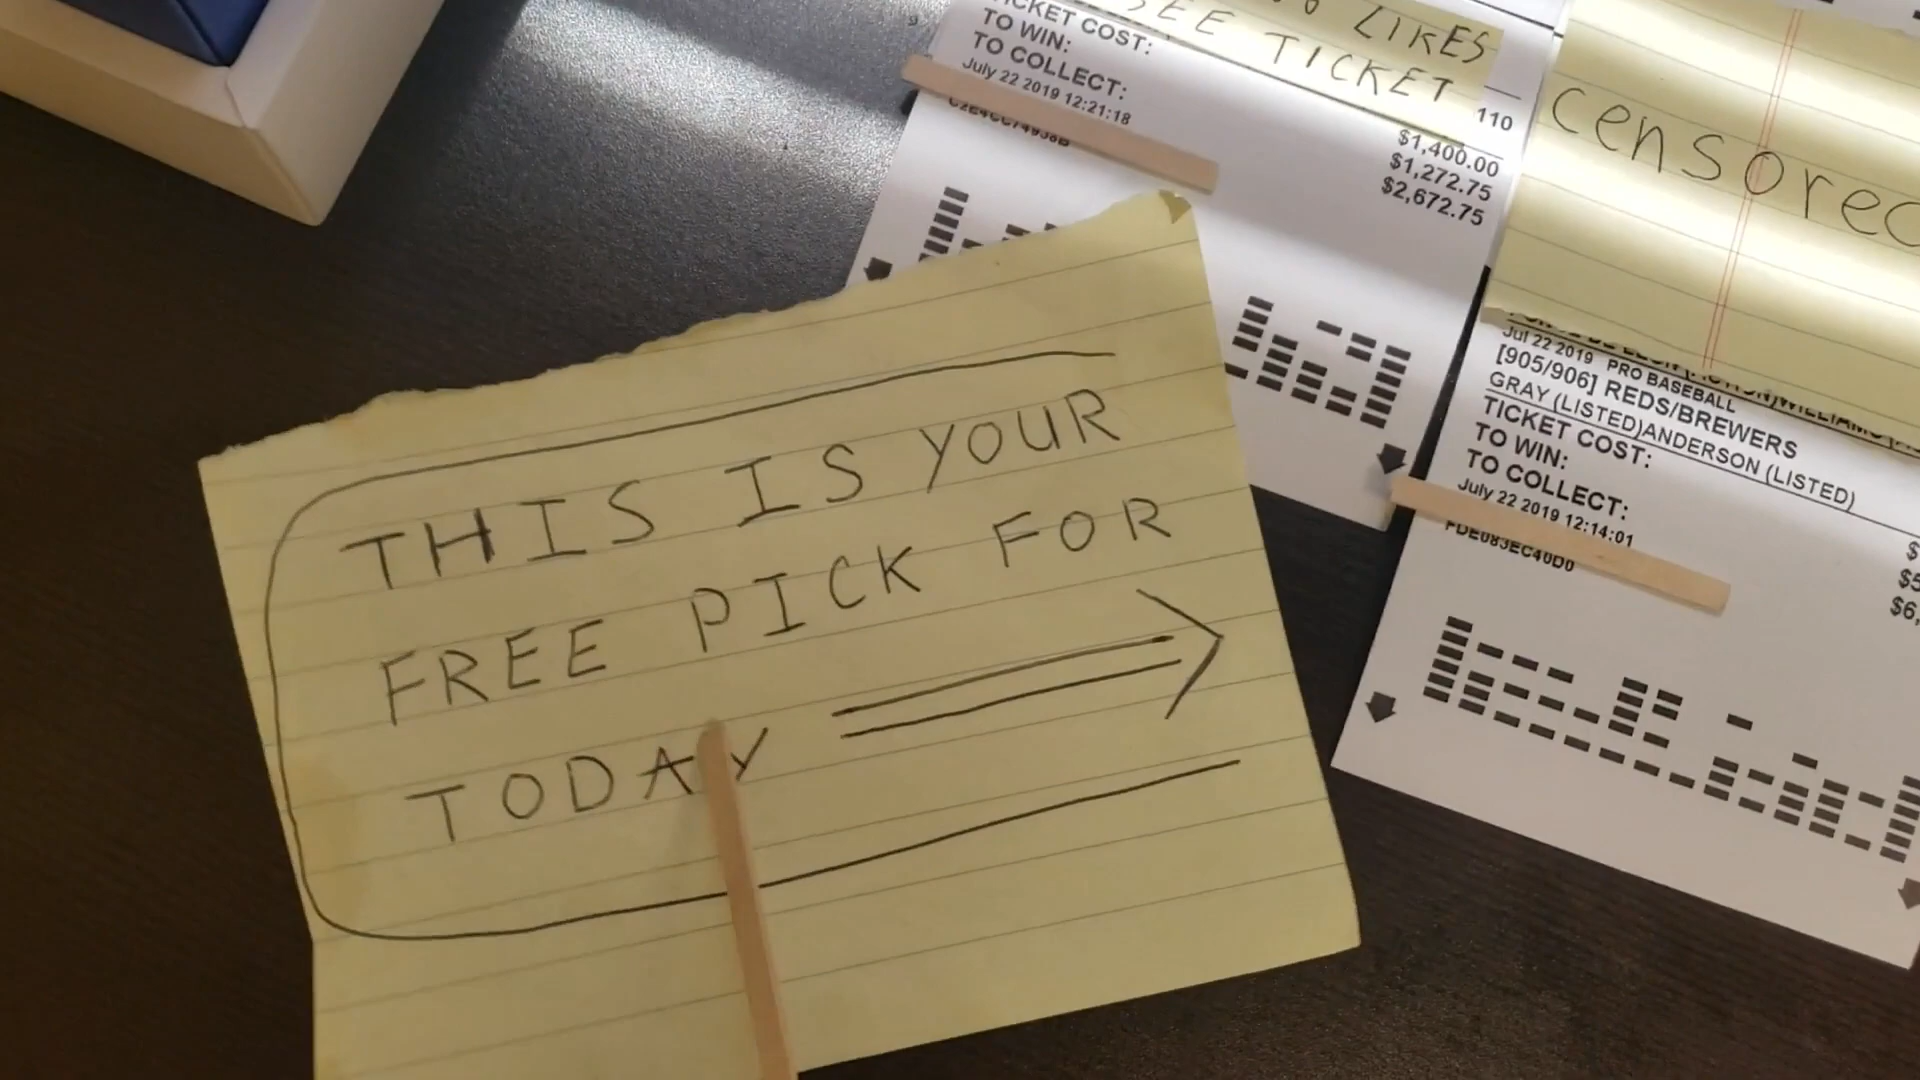 LIKES
SEE TICKET
TICKET COST:
110
TO WIN:
$1,400.00
TO COLLECT:
$1,272.75
July 22 2019 12:21:18
$2,672.75
censored
THIS IS YOUR
FREE PICK FOR
TODAY
Jul 22 2019 PRO BASEBALL
[905/906] REDS/BREWERS
GRAY (LISTED)ANDERSON (LISTED)
TICKET COST:
TO WIN:
TO COLLECT:
July 22 2019 12:14:01
FDE083EC40D0